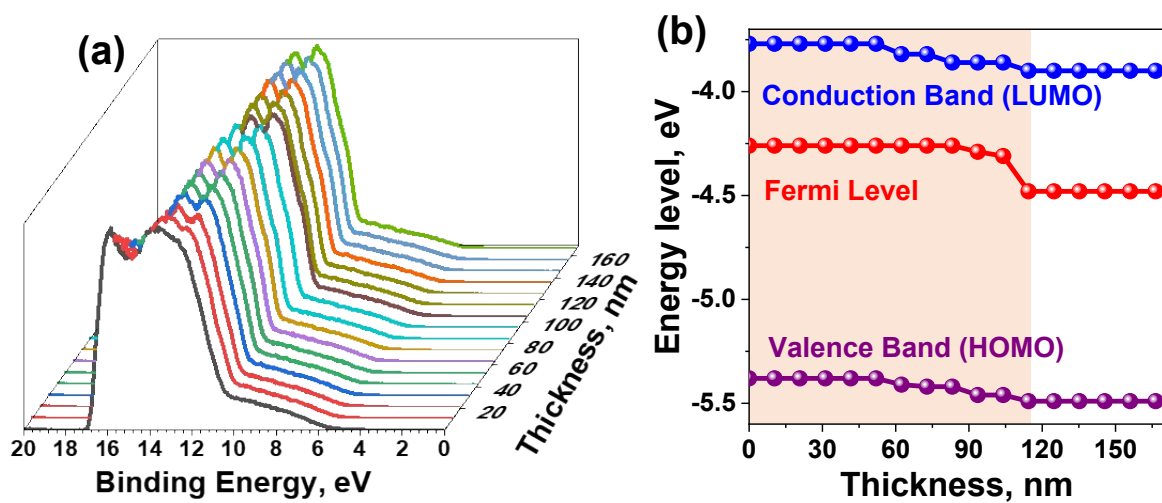 (a)
20 18 16 14 12 10 8 6 4 2 0
Binding Energy, eV
20
40
60
80
100
120
140
160
Thickness, nm
(b)
-4.0
-4.5
-5.0
-5.5
Energy level, eV
Conduction Band (LUMO)
Fermi Level
Valence Band (HOMO)
0 30 60 90 120 150
Thickness, nm